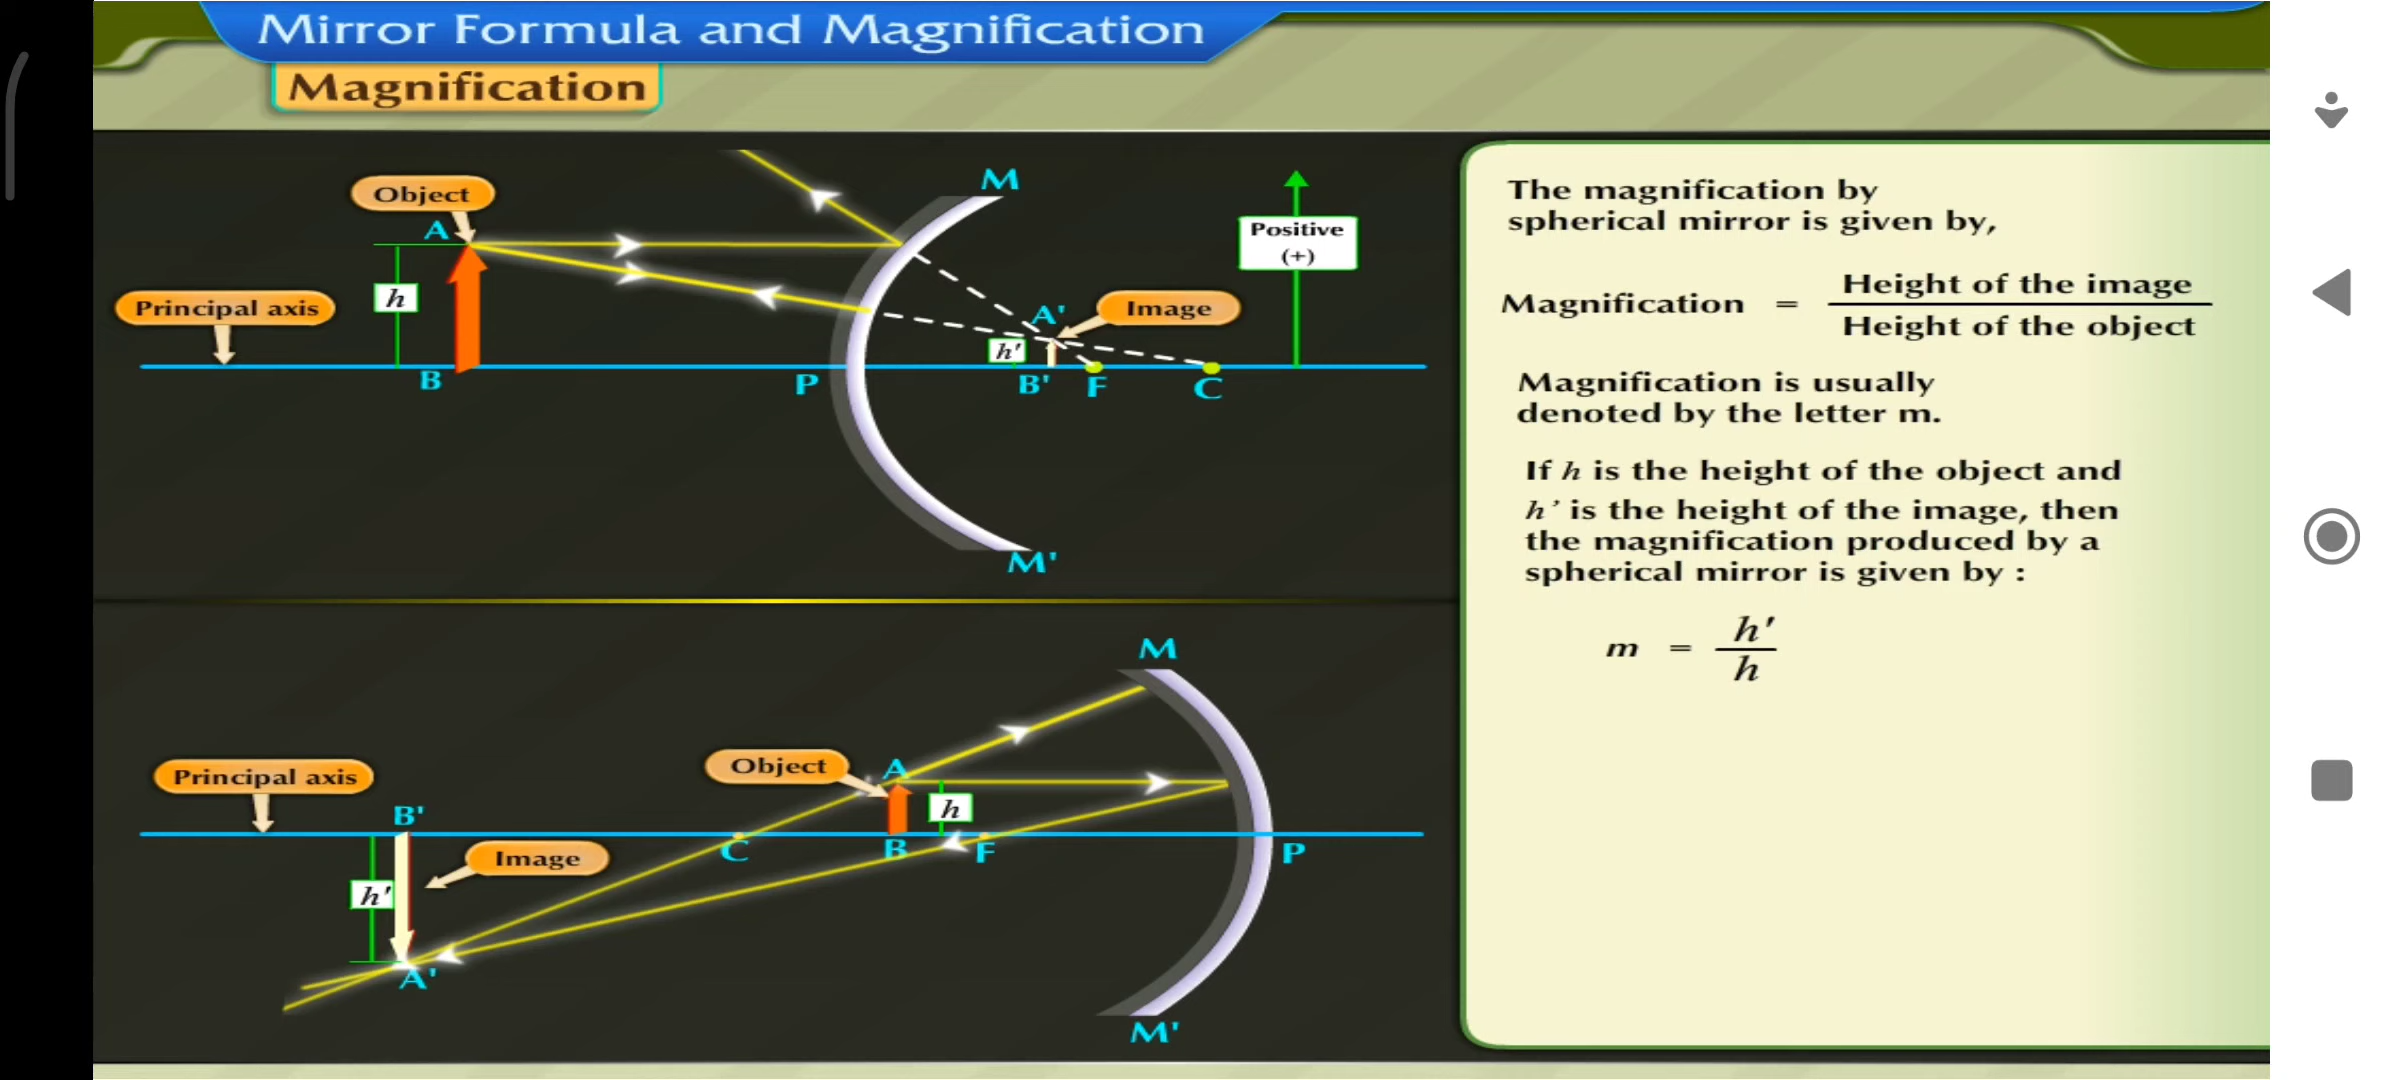 Mirror Formula and Magnification
Magnification
M
Object
A
Positive
(+)
h
Principal axis
A'
Image
h'
B
P
B'
F
C
M'
M
Object
A
Principal axis
h
B'
C
B
F
P
Image
h'
A'
M'
The magnification by
spherical mirror is given by,
Magnification = Height of the image
Height of the object
Magnification is usually
denoted by the letter m.
If h is the height of the object and
h’ is the height of the image, then
the magnification produced by a
spherical mirror is given by :
m = h'
h